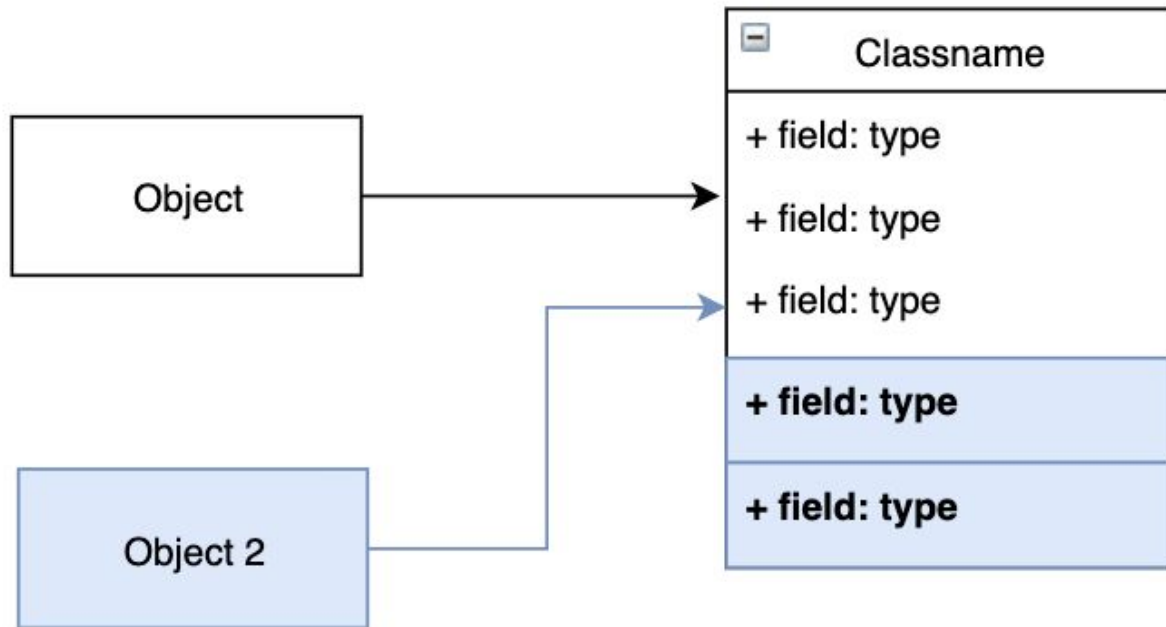 Classname
+ field: type
Object
+ field: type
+ field: type
+ field: type
+ field: type
Object 2